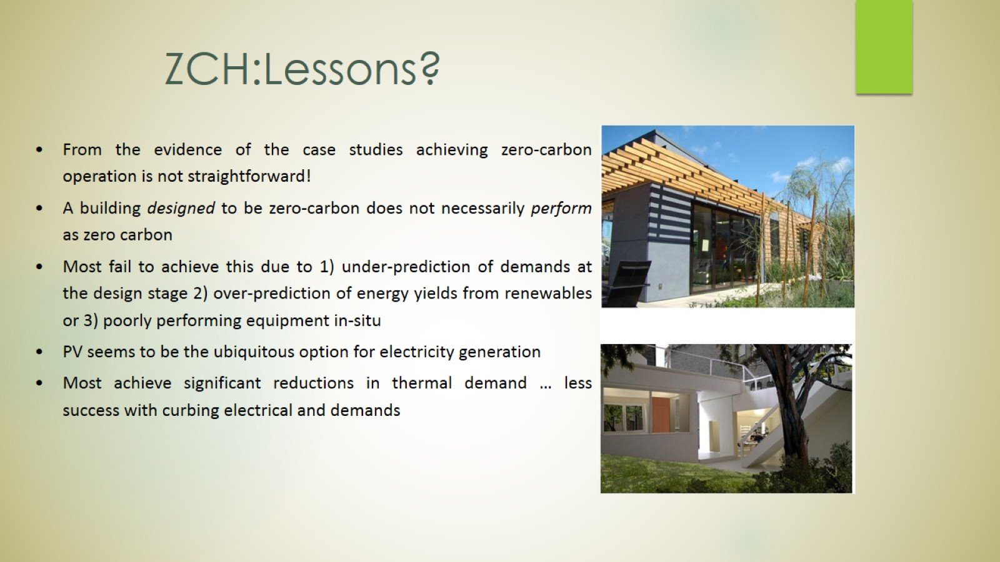 ZCH:Lessons?
• From the evidence of the case studies achieving zero-carbon
operation is not straightforward!
• A building designed to be zero-carbon does not necessarily perform
as zero carbon
• Most fail to achieve this due to 1) under-prediction of demands at
the design stage 2) over-prediction of energy yields from renewables
or 3) poorly performing equipment in-situ
• PV seems to be the ubiquitous option for electricity generation
• Most achieve significant reductions in thermal demand ... less
success with curbing electrical and demands